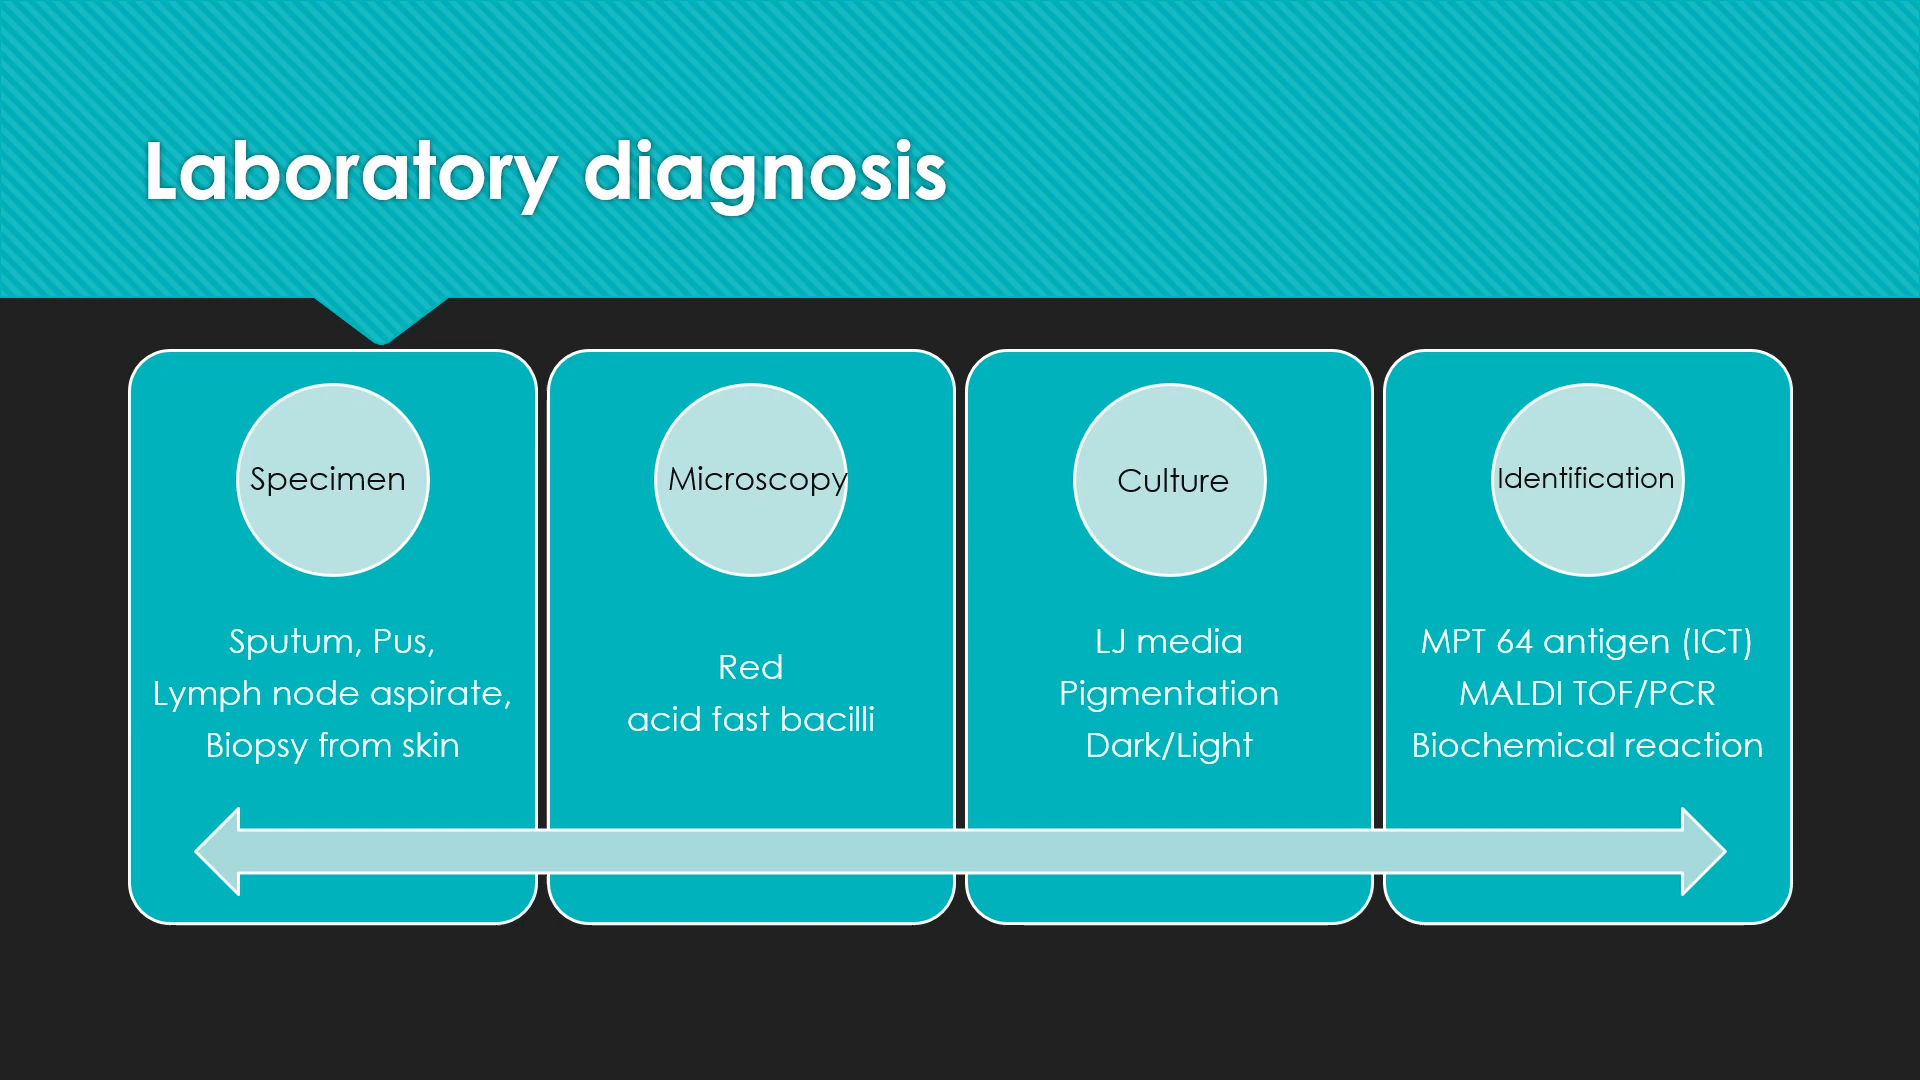 Laboratory diagnosis
Specimen
Sputum, Pus,
Lymph node aspirate,
Biopsy from skin
Microscopy
Red
acid fast bacilli
Culture
LJ media
Pigmentation
Dark/Light
Identification
MPT 64 antigen (ICT)
MALDI TOF/PCR
Biochemical reaction